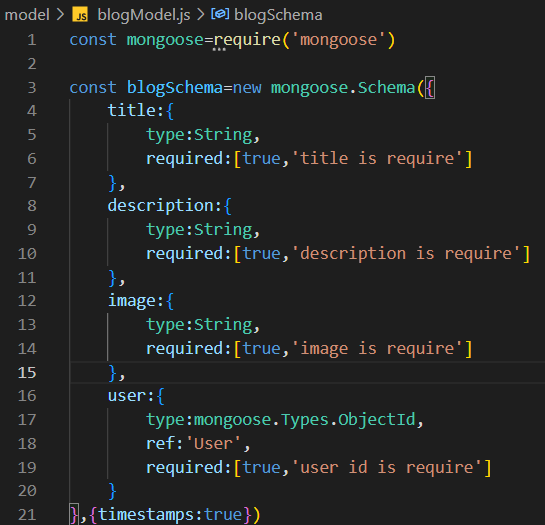 model > JS blogModel.js > blogSchema
1 const mongoose=require('mongoose')
2
3 const blogSchema=new mongoose.Schema({
4     title:{
5         type:String,
6         required:[true,'title is require']
7     },
8     description:{
9         type:String,
10         required:[true,'description is require']
11     },
12     image:{
13         type:String,
14         required:[true,'image is require']
15     },
16     user:{
17         type:mongoose.Types.ObjectId,
18         ref:'User',
19         required:[true,'user id is require']
20     }
21 },{timestamps:true})